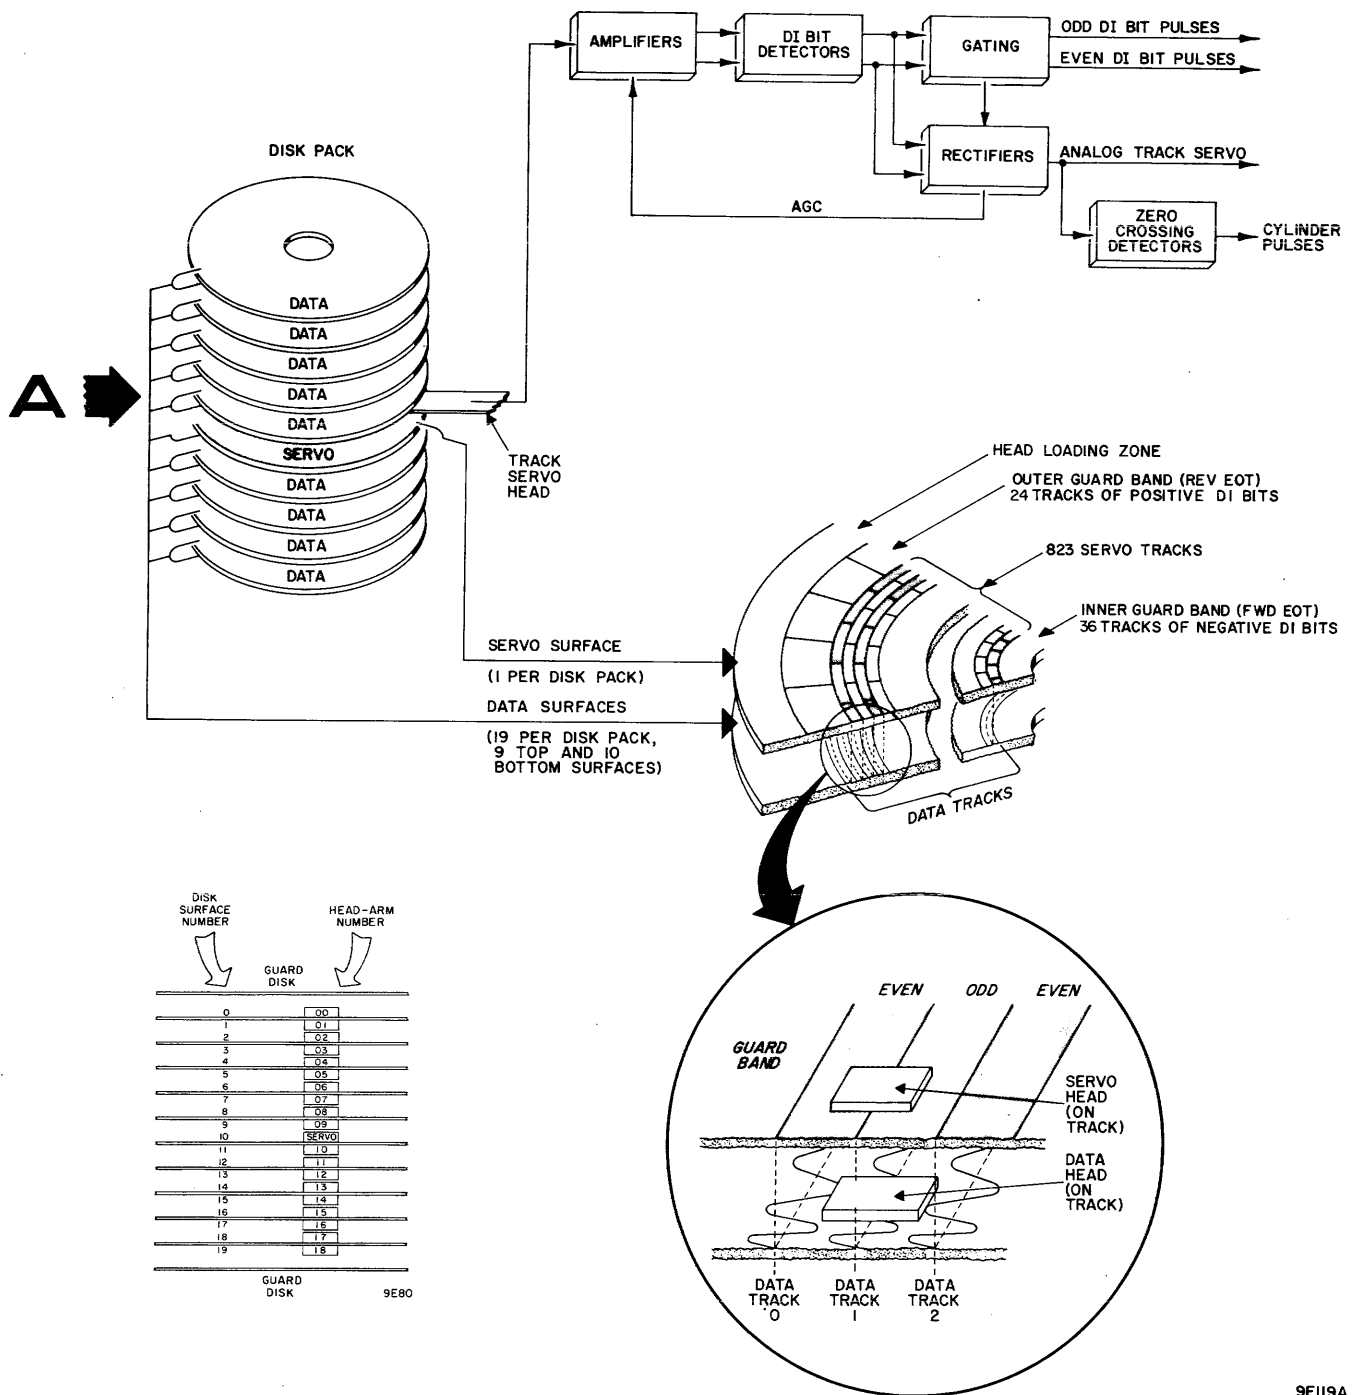 AMPLIFIERS
DI BIT
DETECTORS
GATING
ODD DI BIT PULSES
EVEN DI BIT PULSES
RECTIFIERS
ANALOG TRACK SERVO
AGC
ZERO
CROSSING
DETECTORS
CYLINDER
PULSES
DISK PACK
DATA
DATA
DATA
DATA
DATA
SERVO
DATA
DATA
DATA
DATA
A
TRACK
SERVO
HEAD
HEAD LOADING ZONE
OUTER GUARD BAND (REV EOT)
24 TRACKS OF POSITIVE DI BITS
823 SERVO TRACKS
INNER GUARD BAND (FWD EOT)
36 TRACKS OF NEGATIVE DI BITS
SERVO SURFACE
(1 PER DISK PACK)
DATA SURFACES
(19 PER DISK PACK,
9 TOP AND 10
BOTTOM SURFACES)
DATA TRACKS
DISK
SURFACE
NUMBER
HEAD-ARM
NUMBER
GUARD
DISK
0 00
1 01
2 02
3 03
4 04
5 05
6 06
7 07
8 08
9 09
10 SERVO
11 10
12 11
13 12
14 13
15 14
16 15
17 16
18 17
19 18
GUARD
DISK
9E80
EVEN ODD EVEN
GUARD
BAND
SERVO
HEAD
(ON
TRACK)
DATA
HEAD
(ON
TRACK)
DATA
TRACK
0
DATA
TRACK
1
DATA
TRACK
2
9E119A